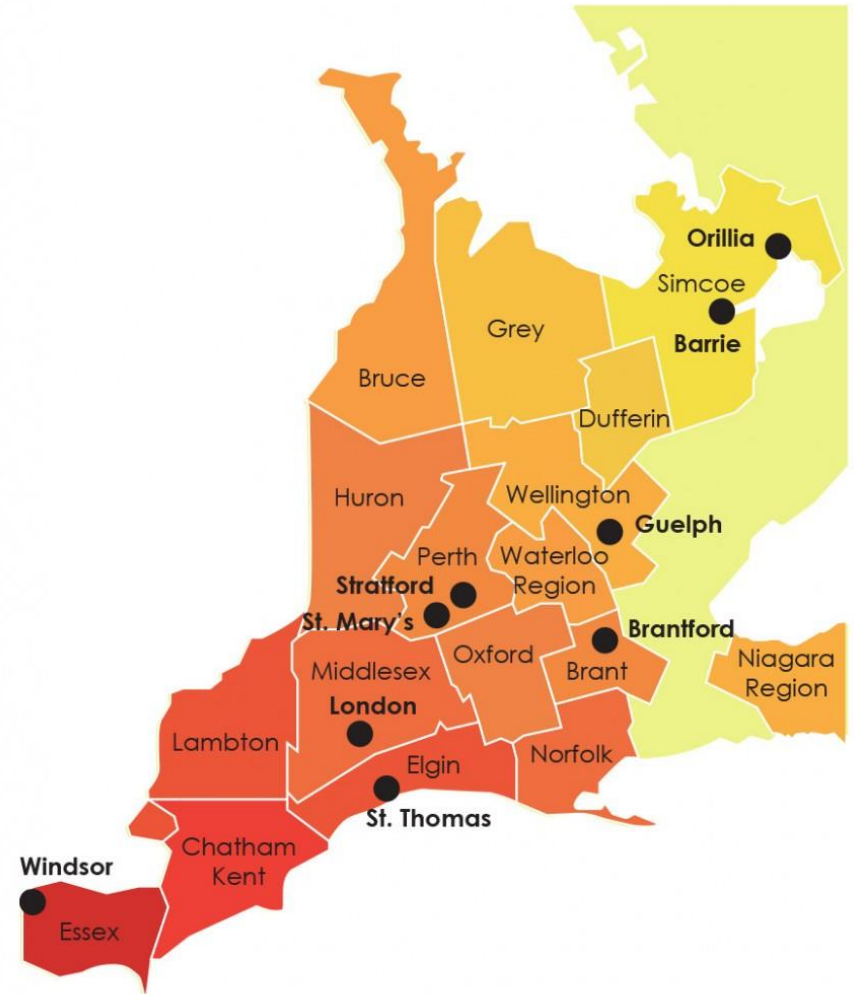 Orillia
Simcoe
Barrie
Grey
Bruce
Dufferin
Huron
Wellington
Guelph
Perth
Waterloo
Region
Stratford
St. Mary's
Brantford
Oxford
Brant
Niagara
Region
Middlesex
London
Lambton
Elgin
Norfolk
St. Thomas
Chatham
Kent
Windsor
Essex